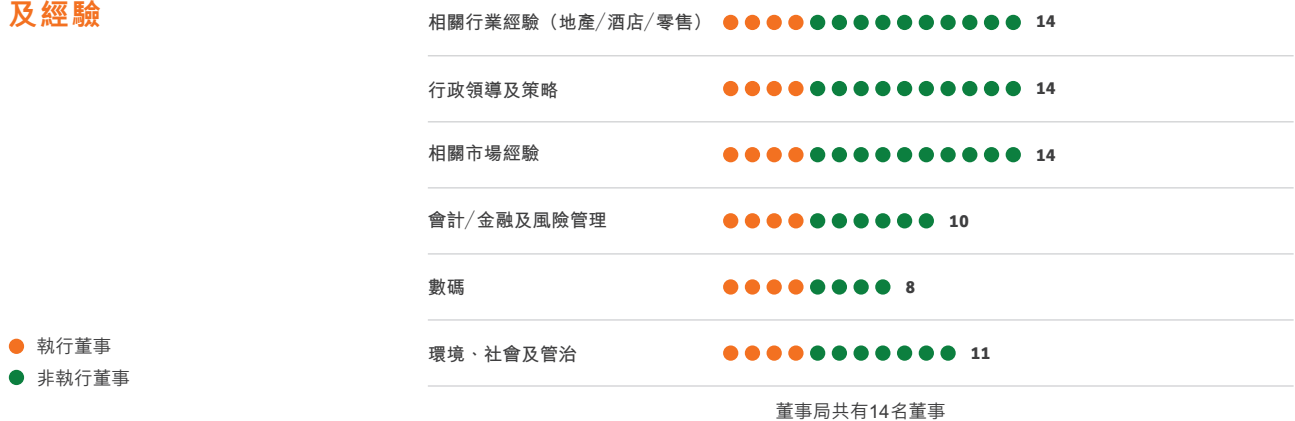 及經驗
相關行業經驗（地產/酒店/零售） 14
行政領導及策略 14
相關市場經驗 14
會計/金融及風險管理 10
數碼 8
環境、社會及管治 11
執行董事
非執行董事
董事局共有14名董事